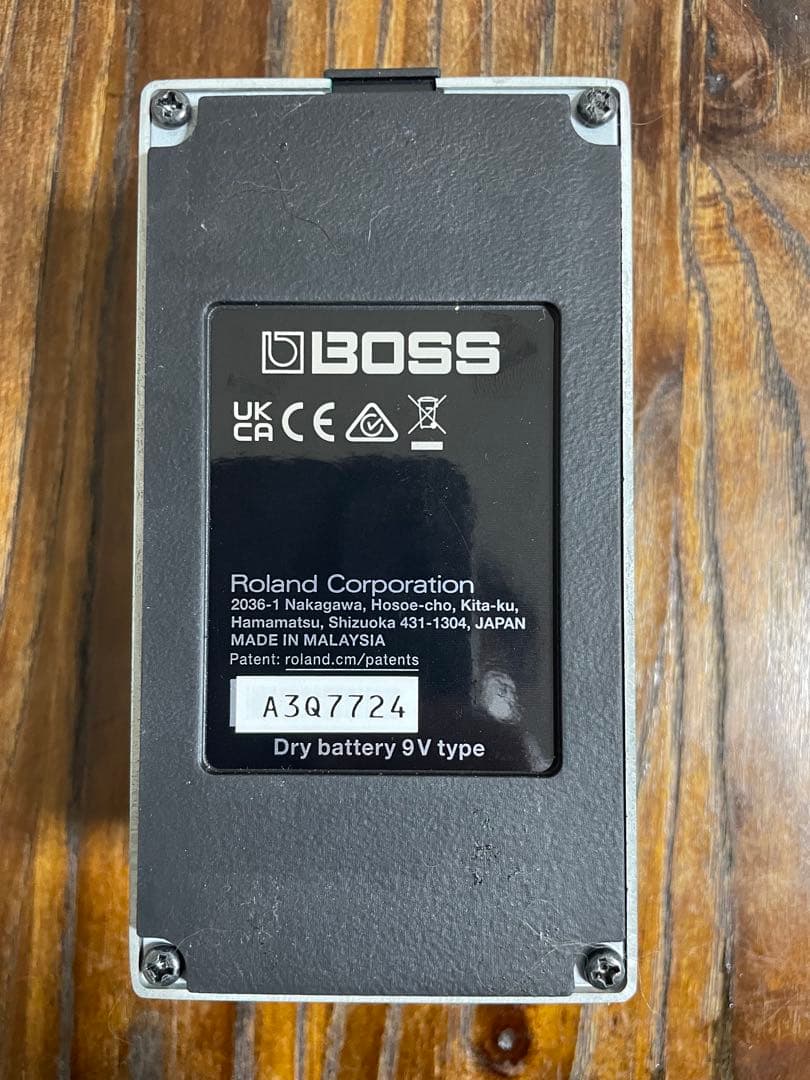 BOSS
UK
CA CE
Roland Corporation
2036-1 Nakagawa, Hosoe-cho, Kita-ku,
Hamamatsu, Shizuoka 431-1304, JAPAN
MADE IN MALAYSIA
Patent: roland.cm/patents
A3Q7724
Dry battery 9V type